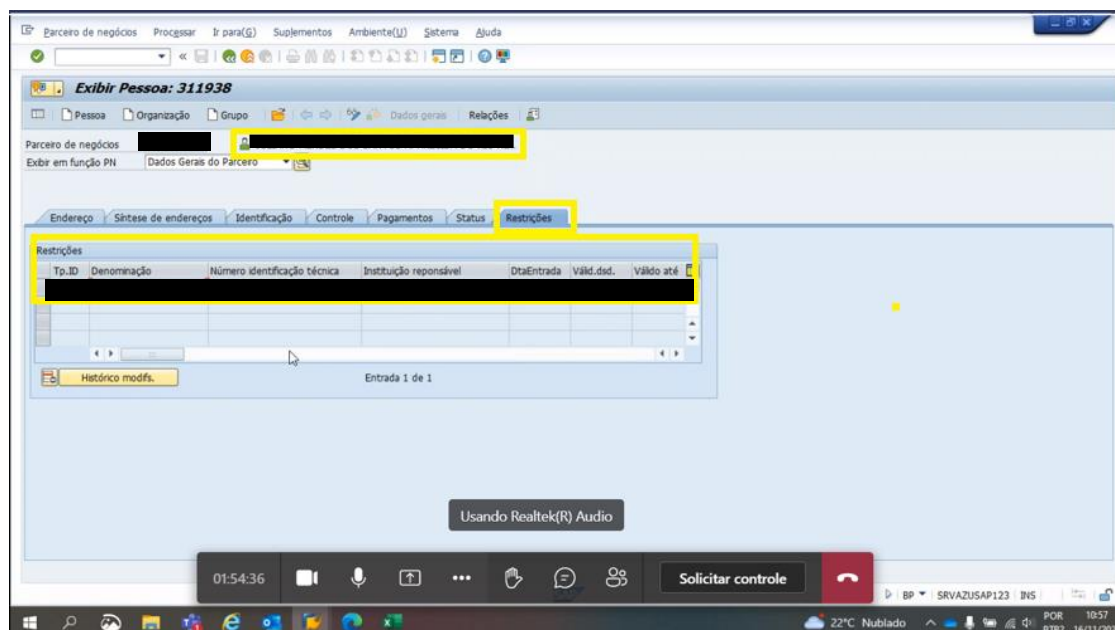 Parceiro de negócios Processar Ir para(G) Suplementos Ambiente(U) Sistema Ajuda
Exibir Pessoa: 311938
Pessoa Organização Grupo Dados gerais Relações
Parceiro de negócios
Exibir em função PN Dados Gerais do Parceiro
Endereço Síntese de endereços Identificação Controle Pagamentos Status Restrições
Restrições
Tp.ID Denominação Número identificação técnica Instituição reponsável DtaEntrada Válid.dsd. Válido até
Histórico modifs. Entrada 1 de 1
Usando Realtek(R) Audio
01:54:36 Solicitar controle
BP SRVAZUSAP123 INS
22°C Nublado POR 10:57
PTB2